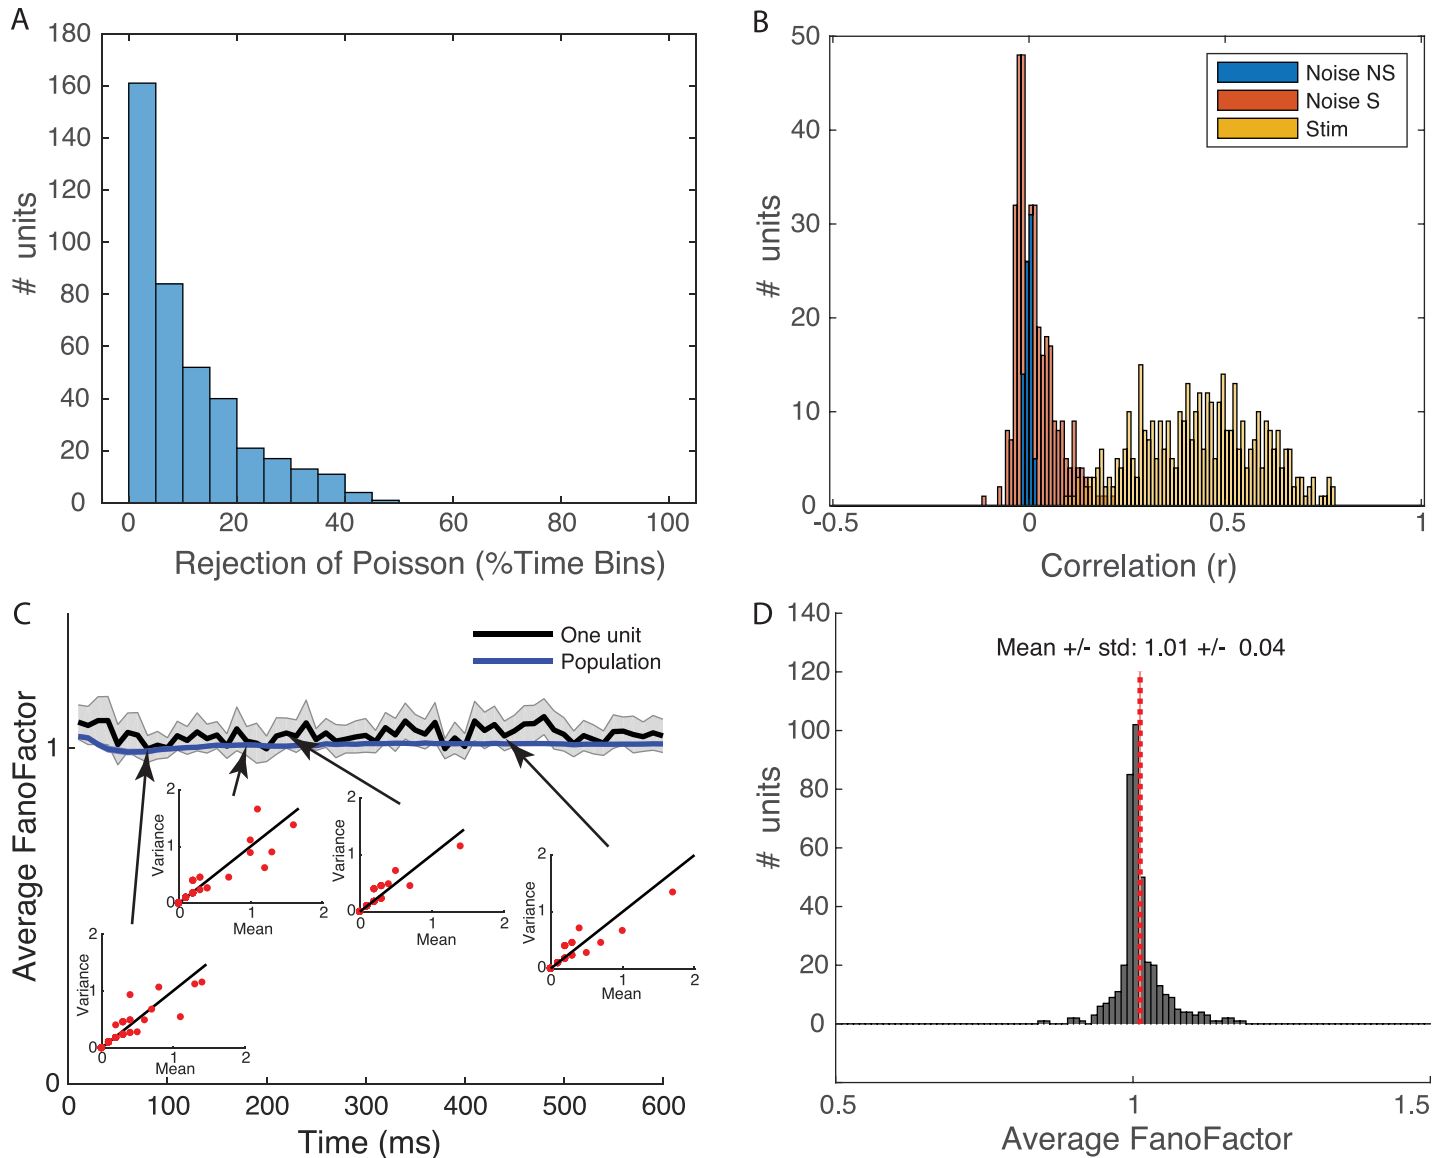 A
180
160
140
120
100
80
60
40
20
0
# units
0 20 40 60 80 100
Rejection of Poisson (%Time Bins)
B
50
40
30
20
10
0
# units
Noise NS
Noise S
Stim
-0.5 0 0.5 1
Correlation (r)
C
One unit
Population
1
0
Average FanoFactor
2
1
0
Variance
0 1 2
Mean
2
1
0
Variance
0 1 2
Mean
2
1
0
Variance
0 1 2
Mean
2
1
0
Variance
0 1 2
Mean
0 100 200 300 400 500 600
Time (ms)
D
140
120
100
80
60
40
20
0
# units
Mean +/- std: 1.01 +/- 0.04
0.5 1 1.5
Average FanoFactor